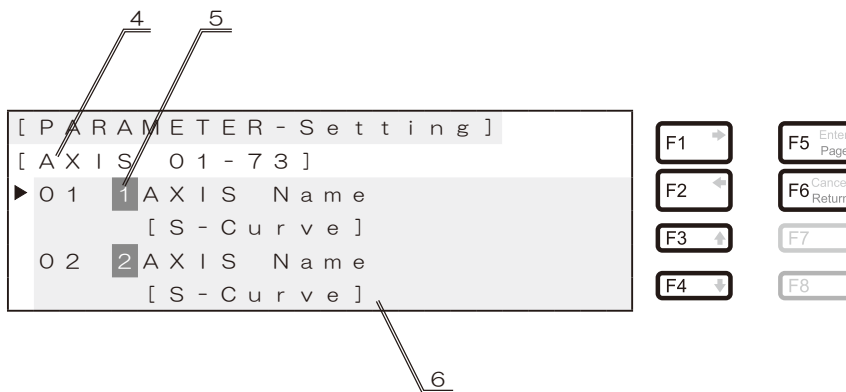 4 5
[PARAMETER-Setting]
[AXIS 01-73]
▶01 1AXIS Name
[S-Curve]
02 2AXIS Name
[S-Curve]
6
F1
F2
F3
F4
F5 Enter
Page
F6 Cance
Return
F7
F8